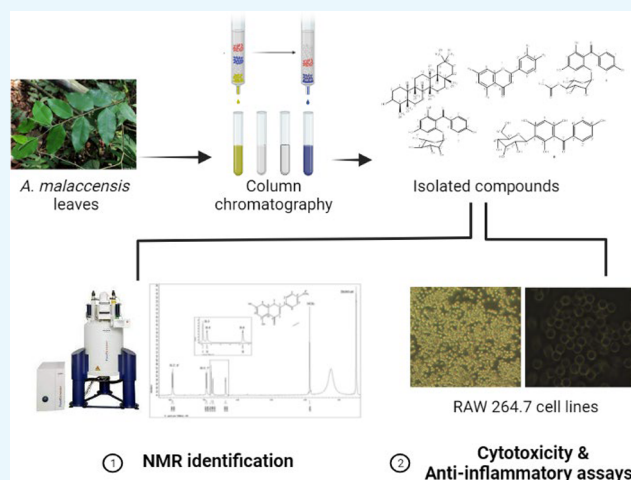 A. malaccensis
leaves
Column
chromatography
Isolated compounds
RAW 264.7 cell lines
1 NMR identification
2 Cytotoxicity &
Anti-inflammatory assays